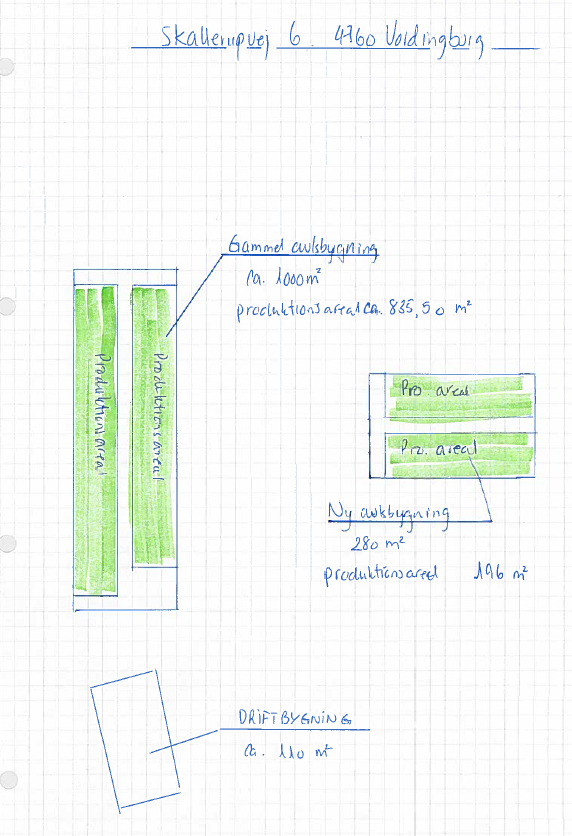 Skallerupvej 6. 4760 Vordingborg
Gammel avlsbygning
ca. 1000 m²
produktionsareal ca. 835,50 m²
Produktionsareal
Produktionsareal
Pro areal
Pro. areal
Ny avlsbygning
280 m²
produktionsareal 196 m²
DRIFTBYGNING
ca. 110 m²